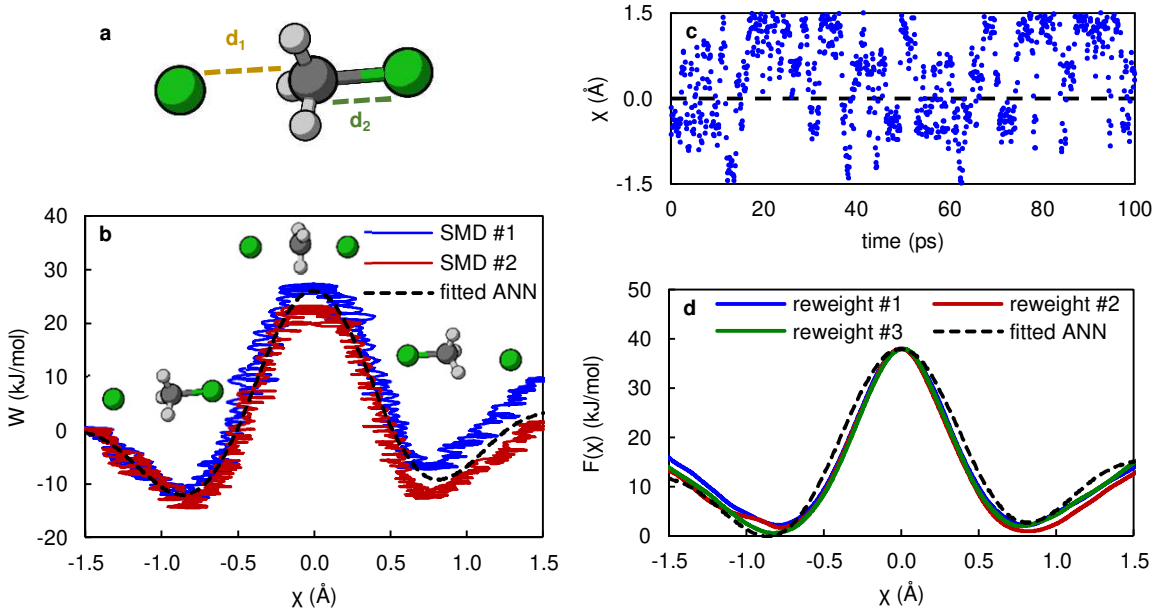 a
d1
d2
c
χ (Å)
1.5
0.0
-1.5
0
20
40
60
80
100
time (ps)
b
SMD #1
SMD #2
fitted ANN
W (kJ/mol)
40
30
20
10
0
-10
-20
-1.5
-1.0
-0.5
0.0
0.5
1.0
1.5
χ (Å)
d
reweight #1
reweight #2
reweight #3
fitted ANN
F(χ) (kJ/mol)
50
40
30
20
10
0
-1.5
-1.0
-0.5
0.0
0.5
1.0
1.5
χ (Å)